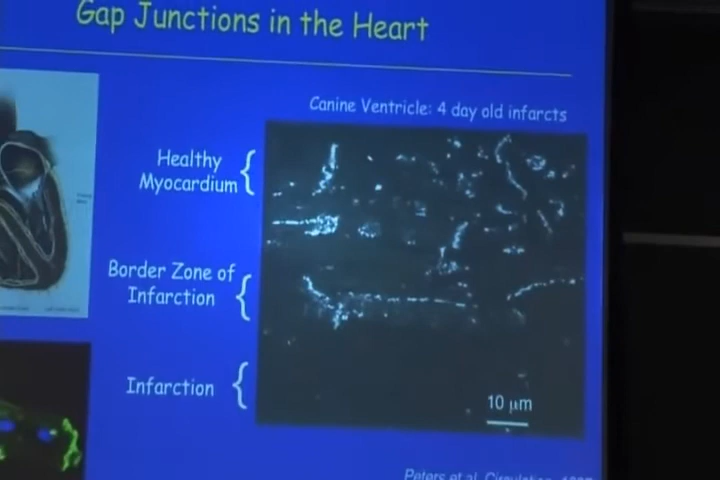 Gap Junctions in the Heart
Canine Ventricle: 4 day old infarcts
Healthy
Myocardium
Border Zone of
Infarction
Infarction
10 μm
Peters et al. Circulation